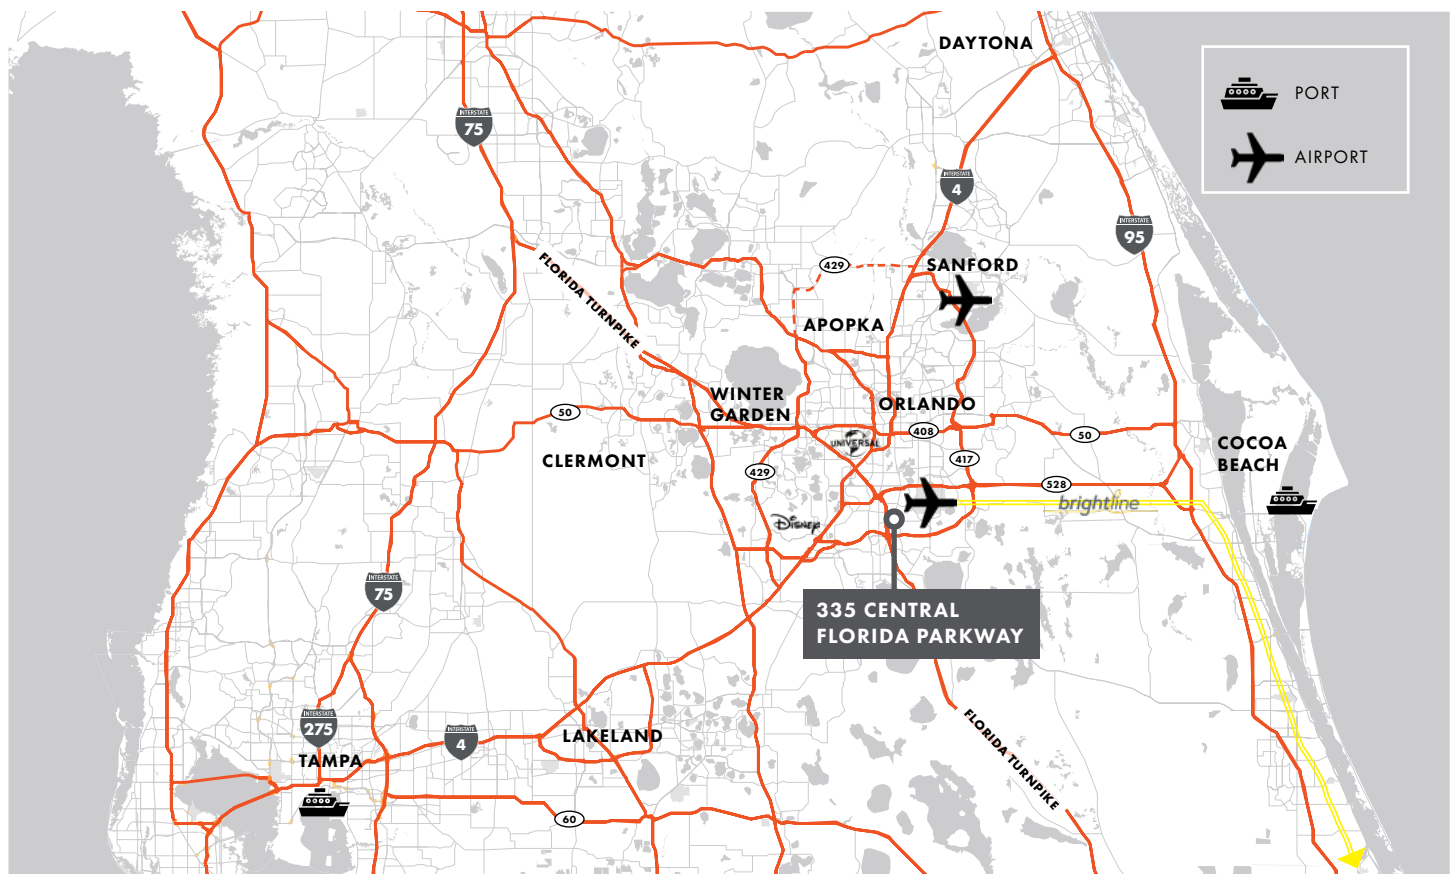 DAYTONA
PORT
AIRPORT
INTERSTATE
75
INTERSTATE
4
INTERSTATE
95
FLORIDA TURNPIKE
429
SANFORD
APOPKA
WINTER
GARDEN
ORLANDO
50
408
50
UNIVERSAL
CLERMONT
417
COCOA
BEACH
429
528
brightline
Disney
INTERSTATE
75
335 CENTRAL
FLORIDA PARKWAY
INTERSTATE
275
INTERSTATE
4
LAKELAND
TAMPA
FLORIDA TURNPIKE
60